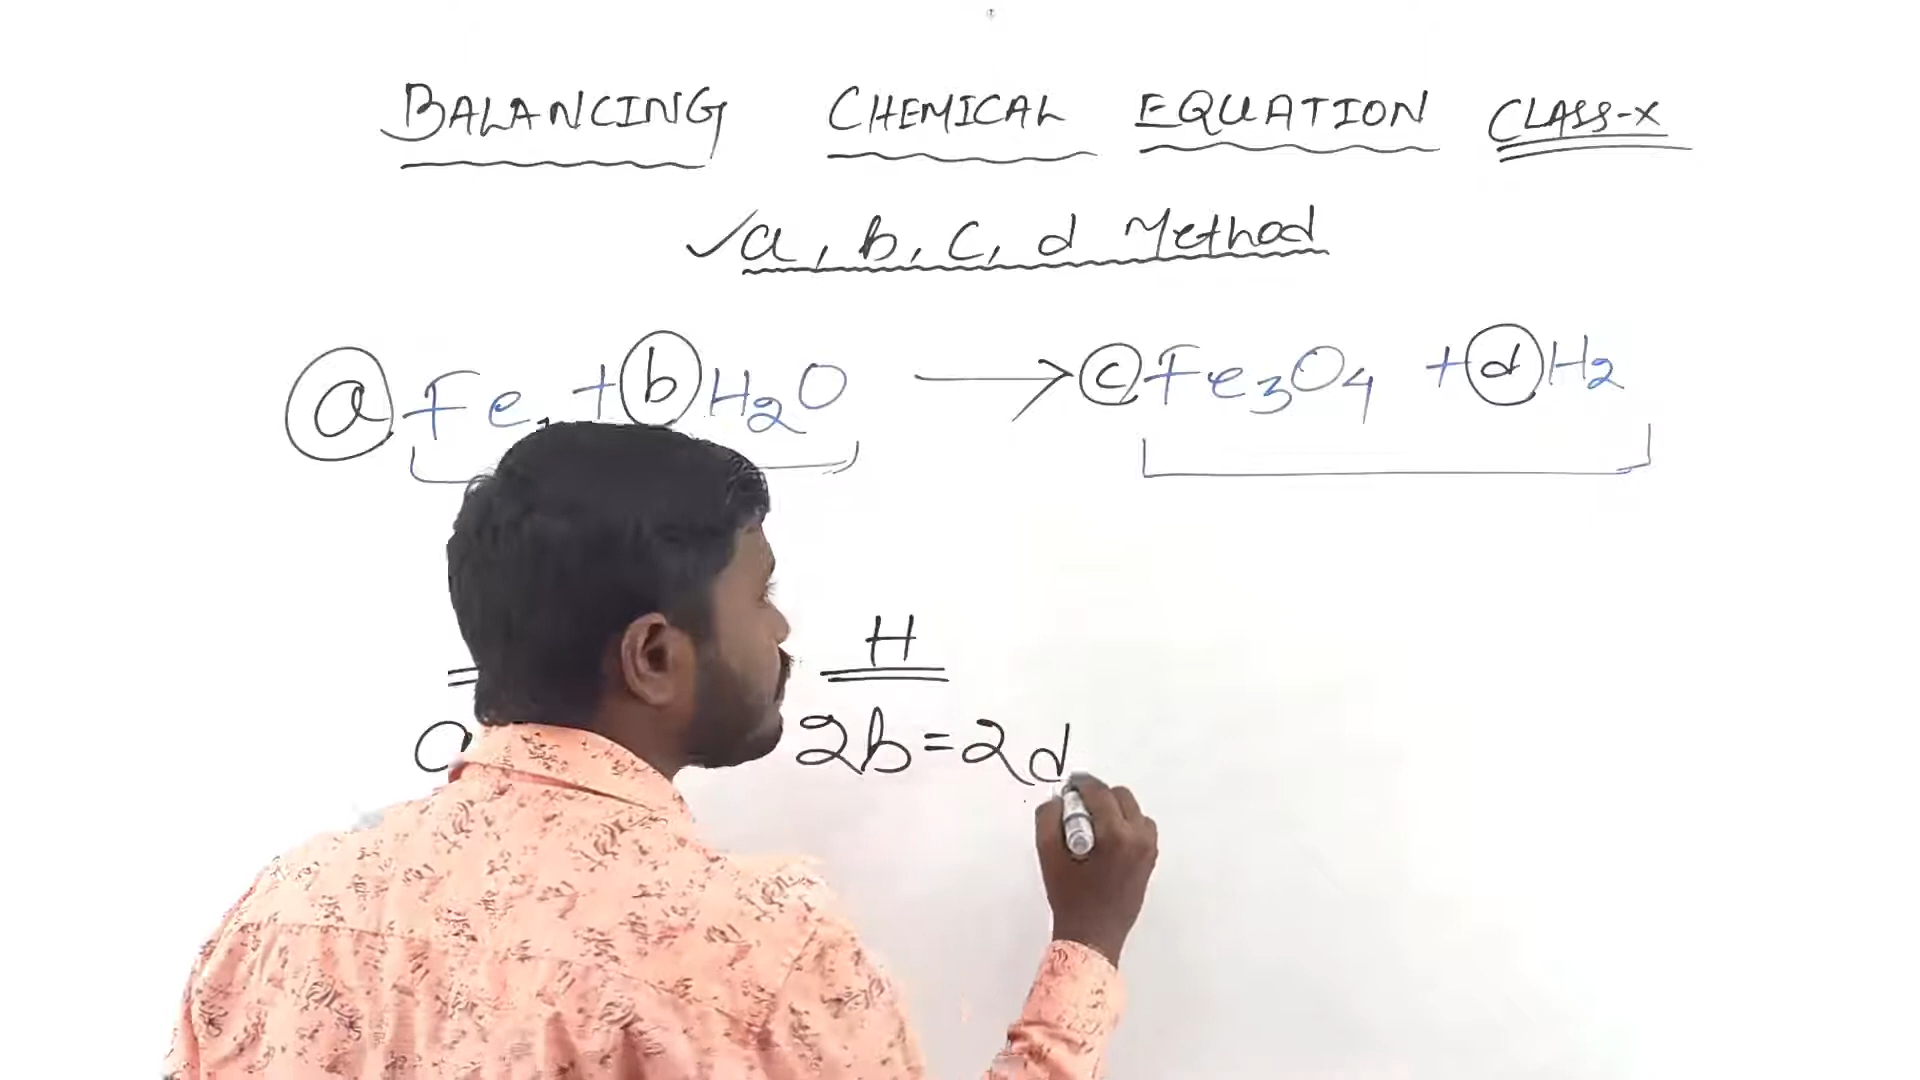 BALANCING CHEMICAL EQUATION CLASS-X
✓a, b, c, d Method
a Fe + b H2O → c Fe3O4 + d H2
H
a 2b=2d